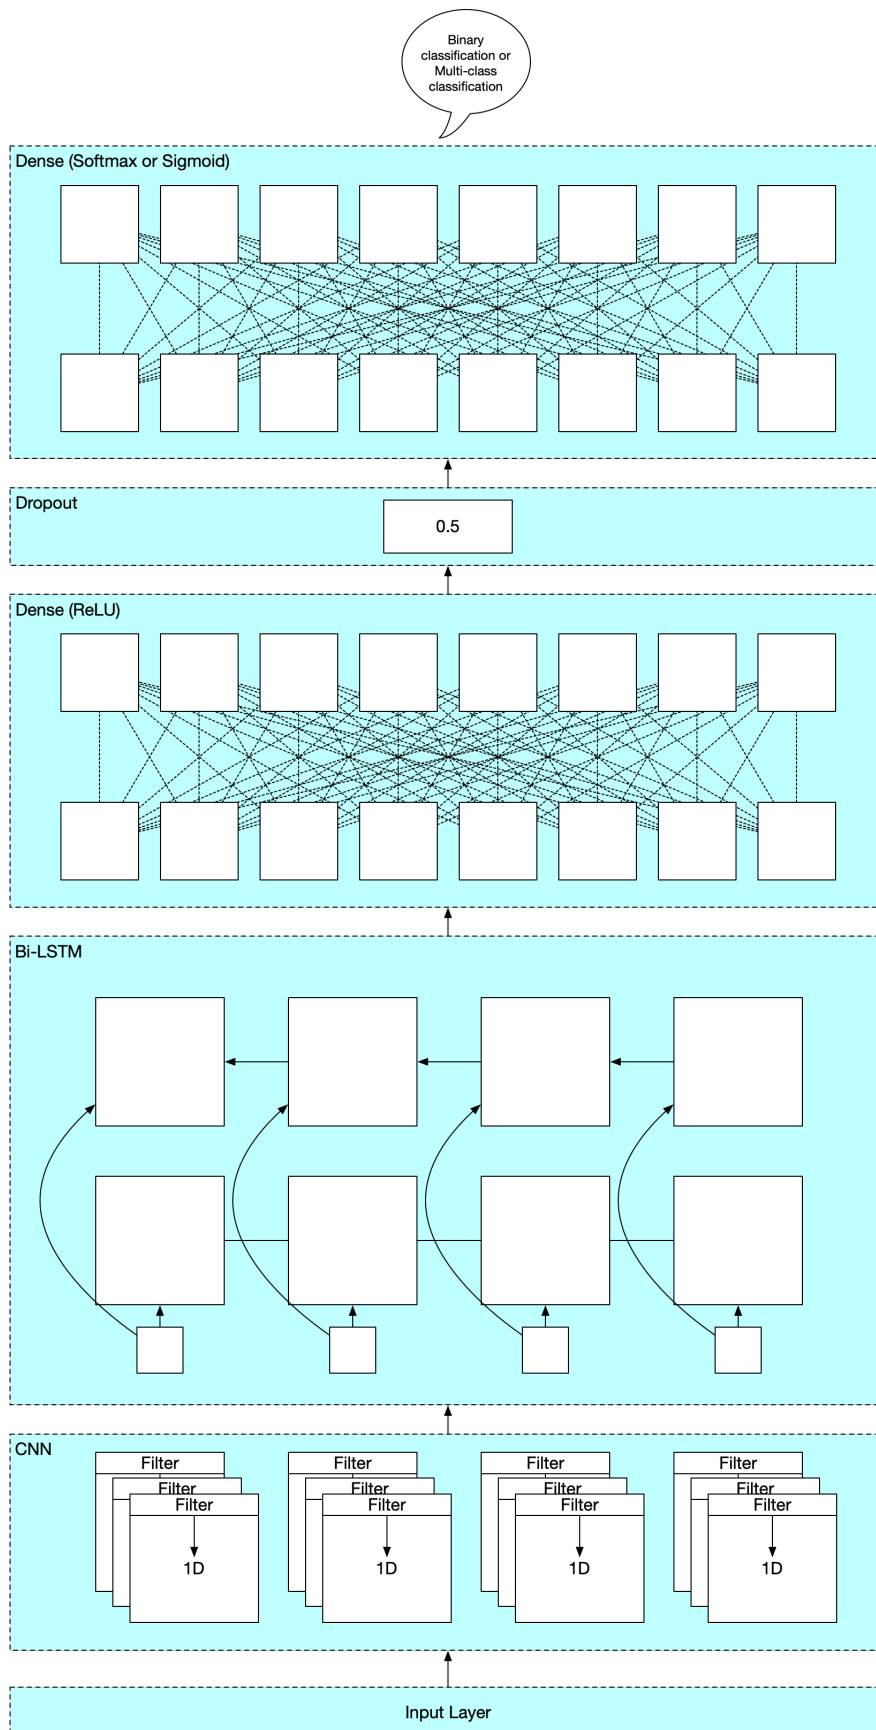 Binary
classification or
Multi-class
classification
Dense (Softmax or Sigmoid)
Dropout
0.5
Dense (ReLU)
Bi-LSTM
CNN
Filter
Filter
Filter
1D
Filter
Filter
Filter
1D
Filter
Filter
Filter
1D
Filter
Filter
Filter
1D
Input Layer